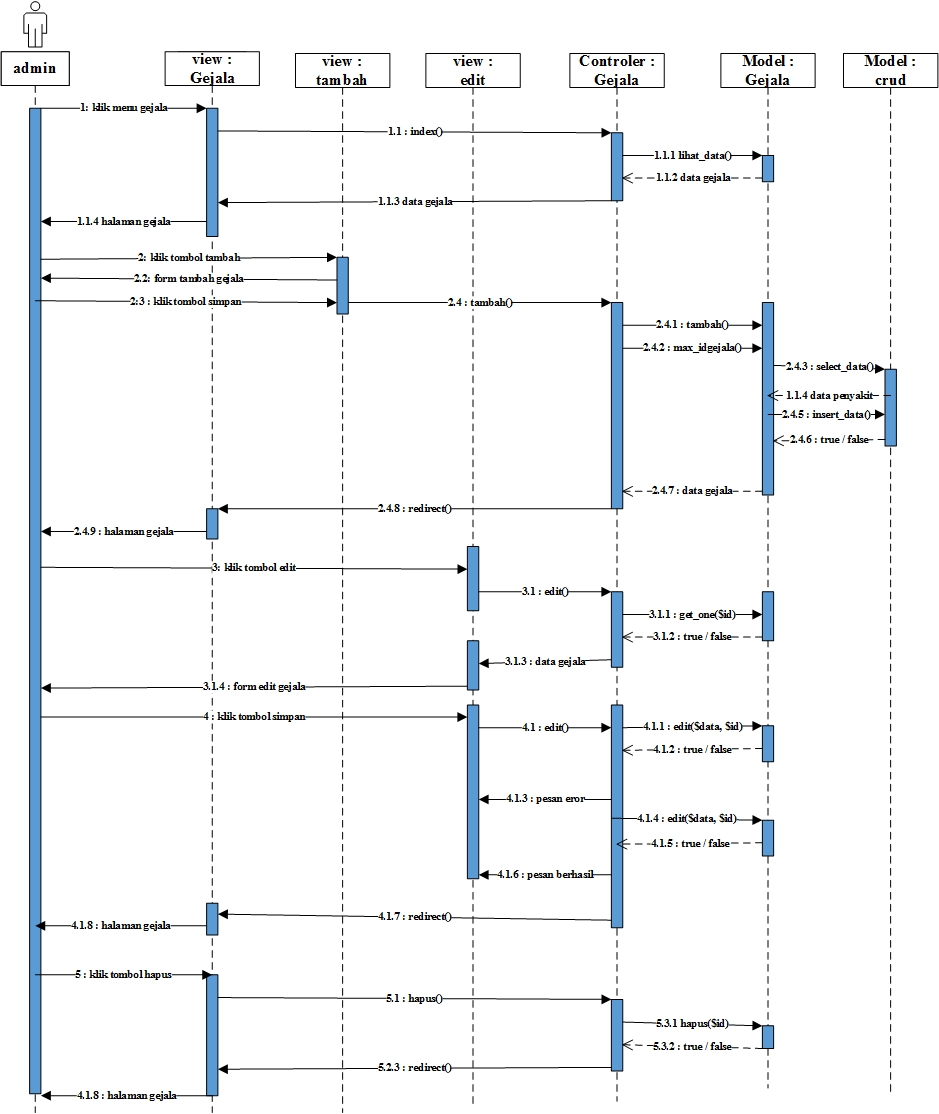 admin
view :
Gejala
view :
tambah
view :
edit
Controler :
Gejala
Model :
Gejala
Model :
crud
1: klik menu gejala
1.1 : index()
1.1.1 lihat_data()
1.1.2 data gejala
1.1.3 data gejala
1.1.4 halaman gejala
2: klik tombol tambah
2.2: form tambah gejala
2:3 : klik tombol simpan
2.4 : tambah()
2.4.1 : tambah()
2.4.2 : max_idgejala()
2.4.3 : select_data()
1.1.4 data penyakit
2.4.5 : insert_data()
2.4.6 : true / false
2.4.7 : data gejala
2.4.8 : redirect()
2.4.9 : halaman gejala
3: klik tombol edit
3.1 : edit()
3.1.1 : get_one($id)
3.1.2 : true / false
3.1.3 : data gejala
3.1.4 : form edit gejala
4 : klik tombol simpan
4.1 : edit()
4.1.1 : edit($data, $id)
4.1.2 : true / false
4.1.3 : pesan eror
4.1.4 : edit($data, $id)
4.1.5 : true / false
4.1.6 : pesan berhasil
4.1.7 : redirect()
4.1.8 : halaman gejala
5 : klik tombol hapus
5.1 : hapus()
5.3.1 hapus($id)
5.3.2 : true / false
5.2.3 : redirect()
4.1.8 : halaman gejala